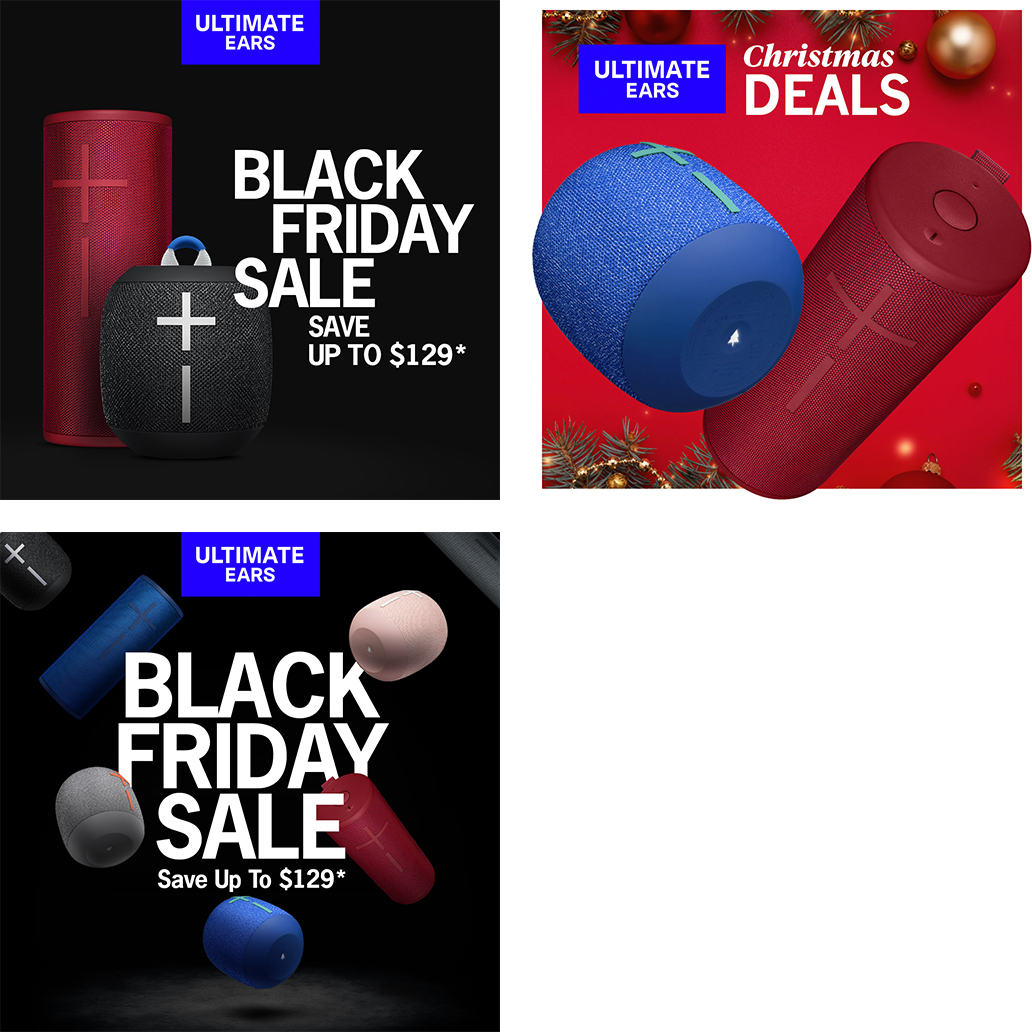 ULTIMATE
EARS
BLACK
FRIDAY
SALE
SAVE
UP TO $129*
ULTIMATE
EARS
Christmas
DEALS
ULTIMATE
EARS
BLACK
FRIDAY
SALE
Save Up To $129*